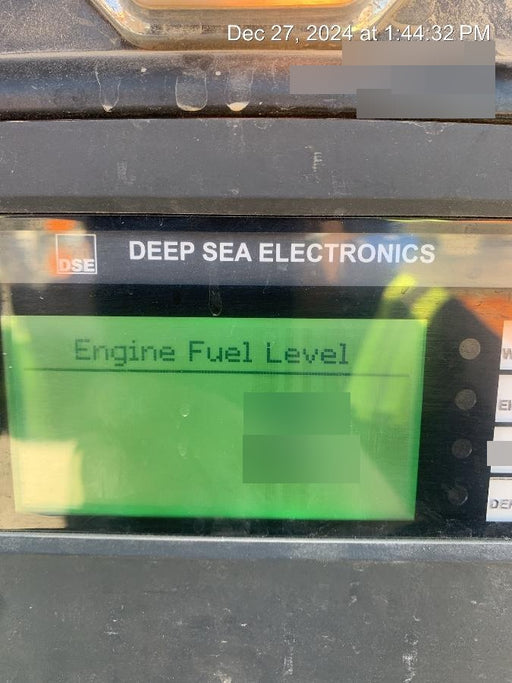 Dec 27, 2024 at 1:44:32 PM
DSE
DEEP SEA ELECTRONICS
Engine Fuel Level